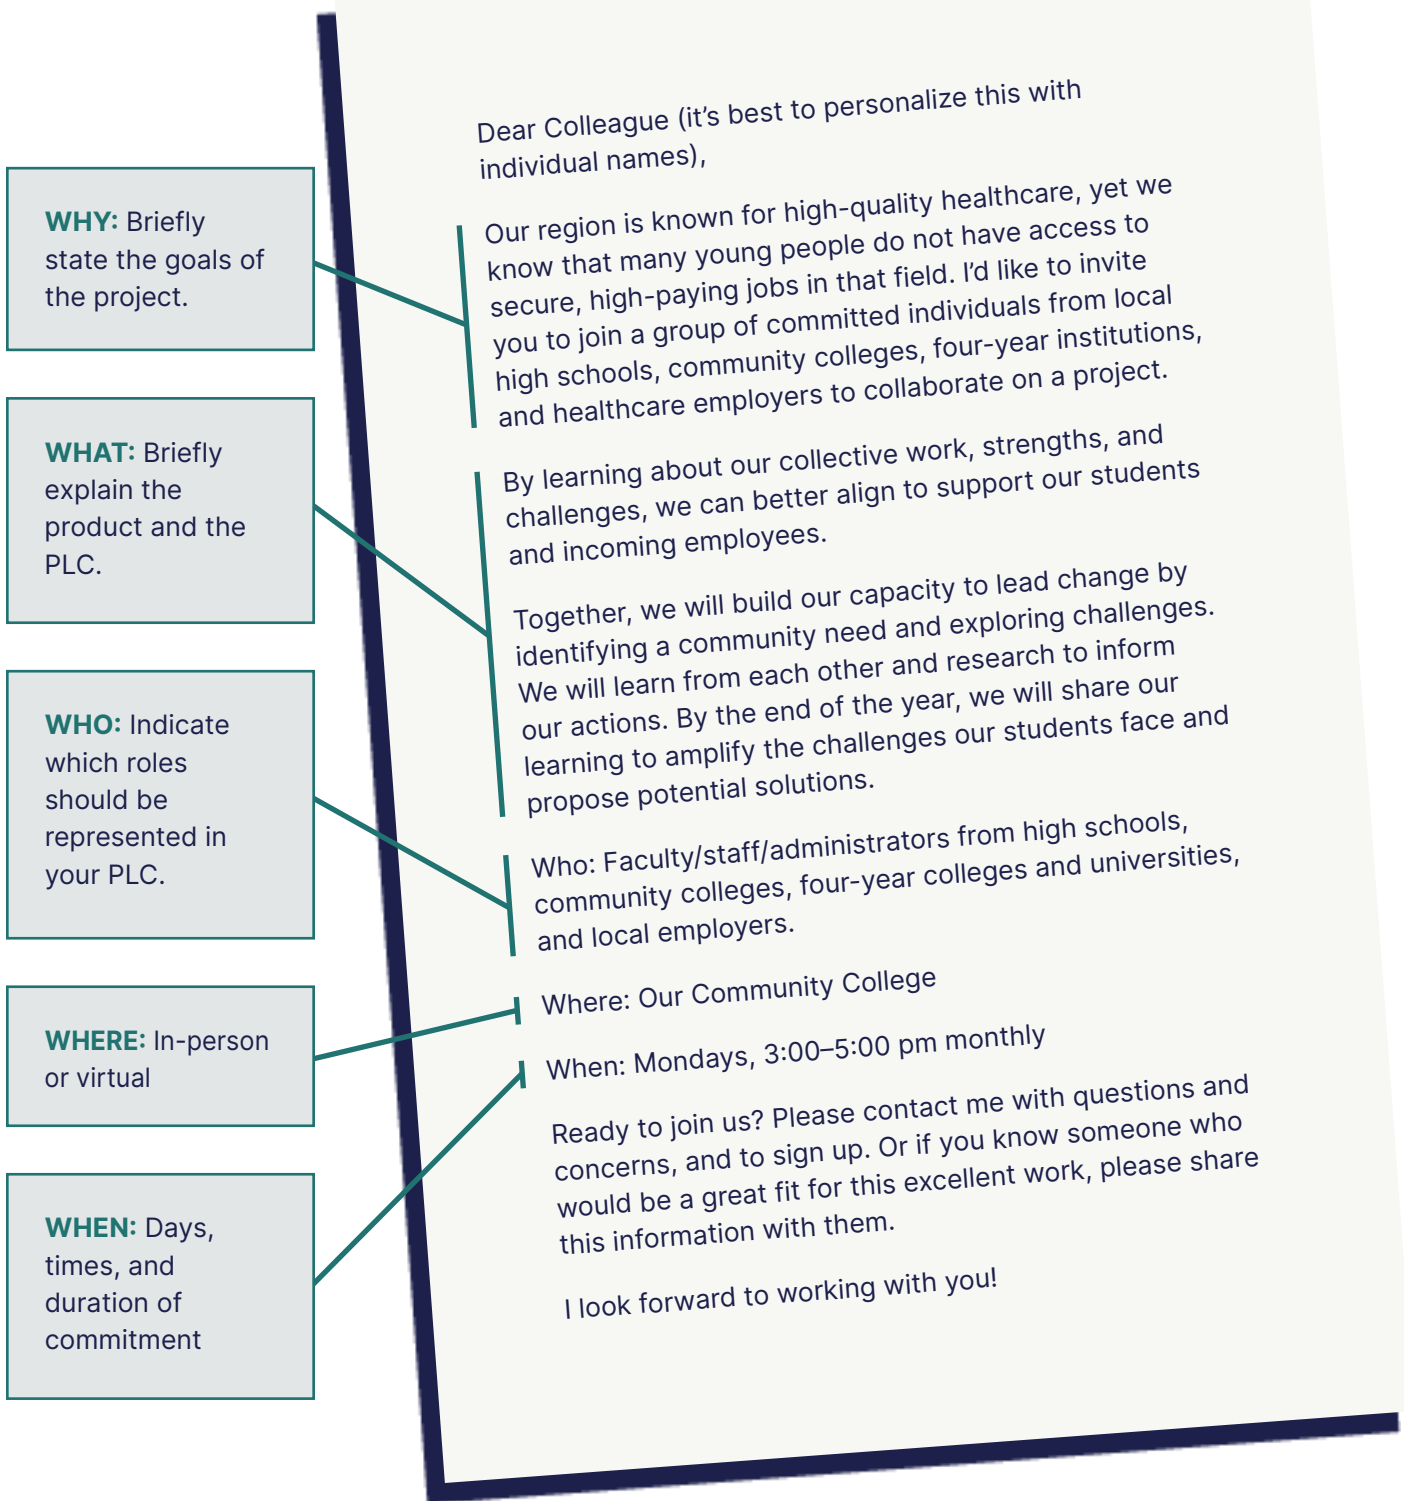 WHY: Briefly
state the goals of
the project.
WHAT: Briefly
explain the
product and the
PLC.
WHO: Indicate
which roles
should be
represented in
your PLC.
WHERE: In-person
or virtual
WHEN: Days,
times, and
duration of
commitment
Dear Colleague (it’s best to personalize this with
individual names),
Our region is known for high-quality healthcare, yet we
know that many young people do not have access to
secure, high-paying jobs in that field. I’d like to invite
you to join a group of committed individuals from local
high schools, community colleges, four-year institutions,
and healthcare employers to collaborate on a project.
By learning about our collective work, strengths, and
challenges, we can better align to support our students
and incoming employees.
Together, we will build our capacity to lead change by
identifying a community need and exploring challenges.
We will learn from each other and research to inform
our actions. By the end of the year, we will share our
learning to amplify the challenges our students face and
propose potential solutions.
Who: Faculty/staff/administrators from high schools,
community colleges, four-year colleges and universities,
and local employers.
Where: Our Community College
When: Mondays, 3:00–5:00 pm monthly
Ready to join us? Please contact me with questions and
concerns, and to sign up. Or if you know someone who
would be a great fit for this excellent work, please share
this information with them.
I look forward to working with you!